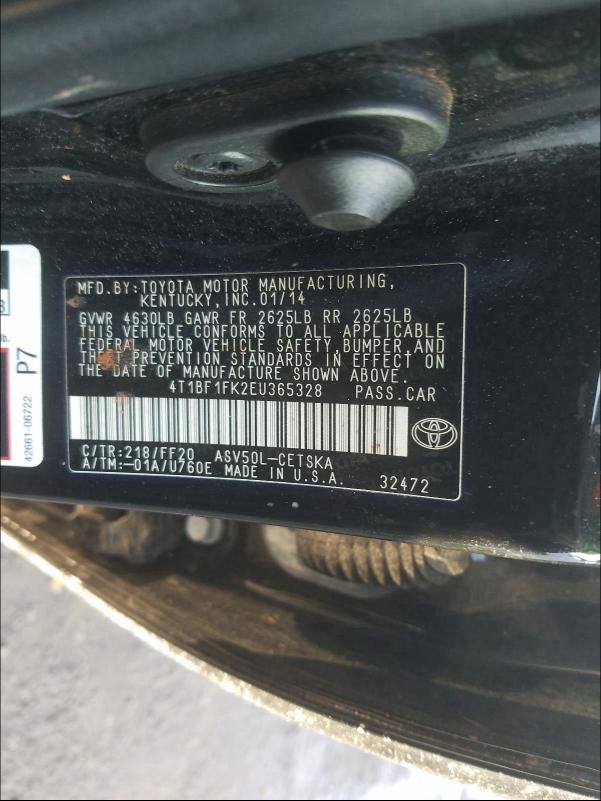 MFD. BY: TOYOTA MOTOR MANUFACTURING,
KENTUCKY, INC. 01/14
GVWR 4630LB GAWR FR 2625LB RR 2625LB
THIS VEHICLE CONFORMS TO ALL APPLICABLE
FEDERAL MOTOR VEHICLE SAFETY, BUMPER, AND
THEFT PREVENTION STANDARDS IN EFFECT ON
THE DATE OF MANUFACTURE SHOWN ABOVE.
4T1BF1FK2EU365328 PASS. CAR
C/TR: 218/FF20 ASV50L-CETSKA
A/TM: -01A/U760E MADE IN U.S.A. 32472
P7
42661-06722